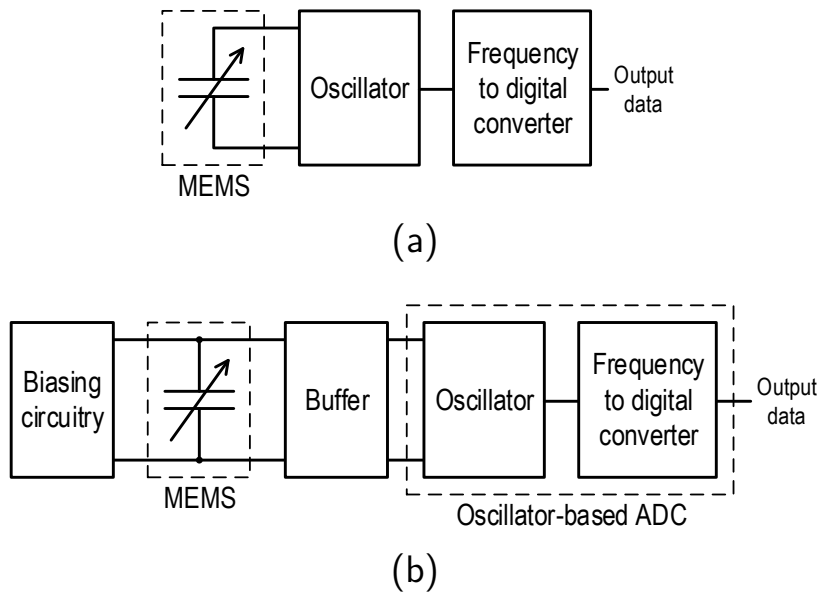 Oscillator
Frequency
to digital
converter
Output
data
MEMS
(a)
Biasing
circuitry
Buffer
Oscillator
Frequency
to digital
converter
Output
data
MEMS
Oscillator-based ADC
(b)